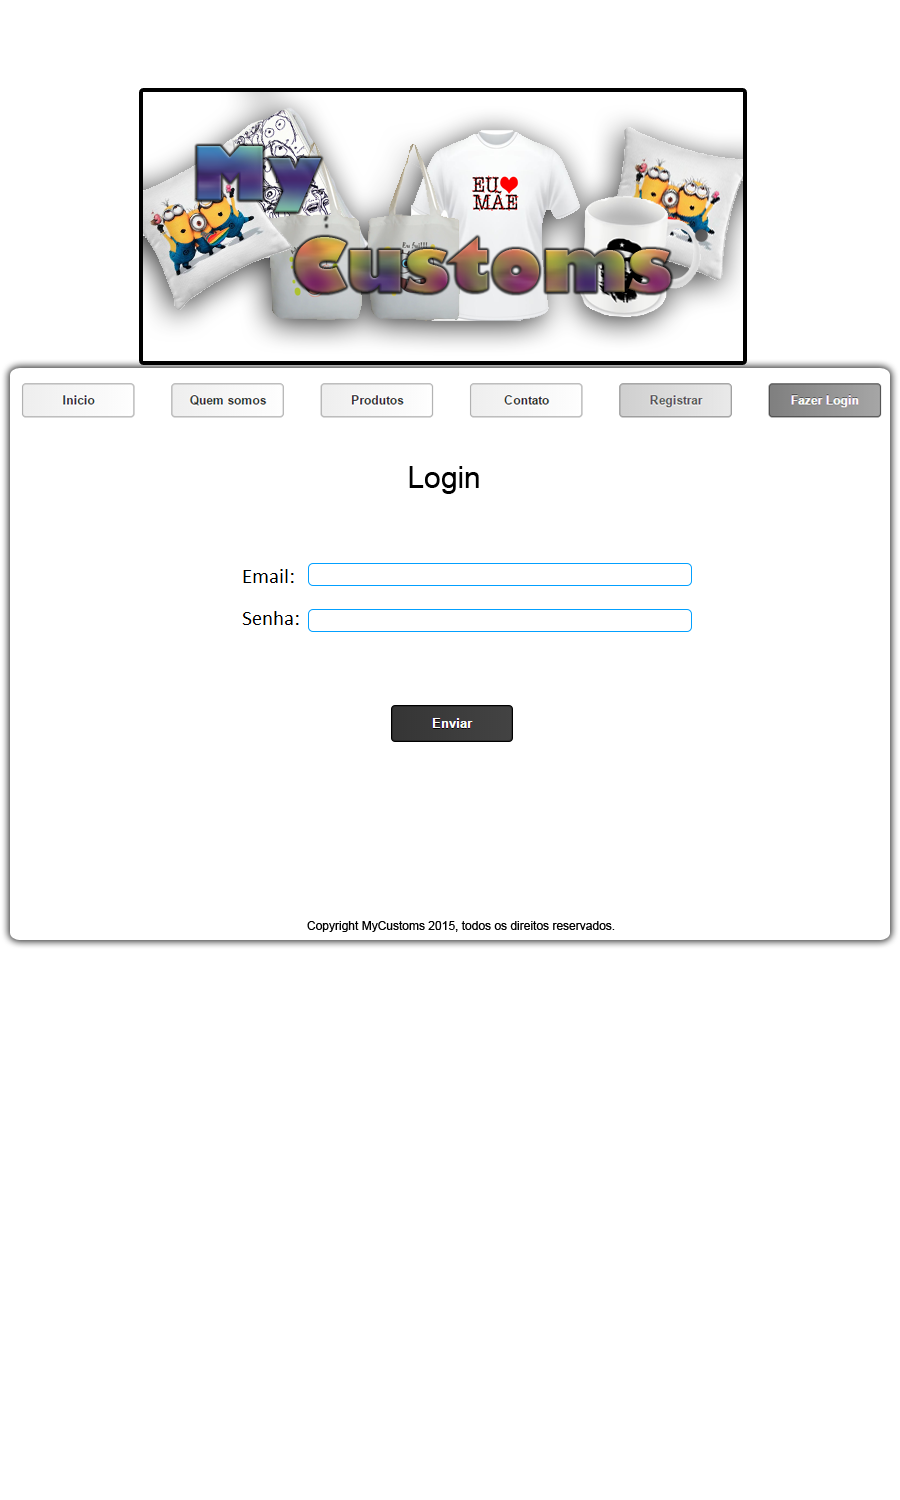 My
Customs
EU
MÃE
Inicio
Quem somos
Produtos
Contato
Registrar
Fazer Login
Login
Email:
Senha:
Enviar
Copyright MyCustoms 2015, todos os direitos reservados.